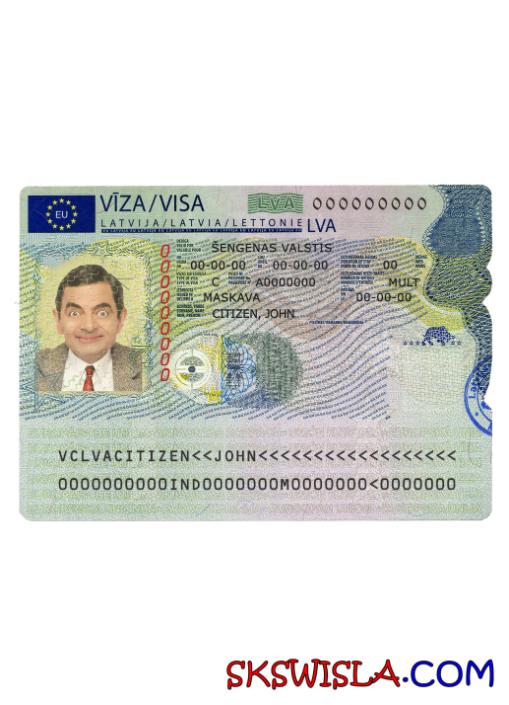 VĪZA/VISA LVA 000000000
EU
LATVIJA/LATVIA/LETTONIE LVA
ŠENGENAS VALSTIS
00-00-00 00-00-00 00
C A0000000 MULT
MASKAVA 00-00-00
CITIZEN, JOHN
000000000
VCLVACITIZEN<<JOHN<<<<<<<<<<<<<<<<<<<
0000000000IND0000000M0000000<0000000
SKSWISLA.COM